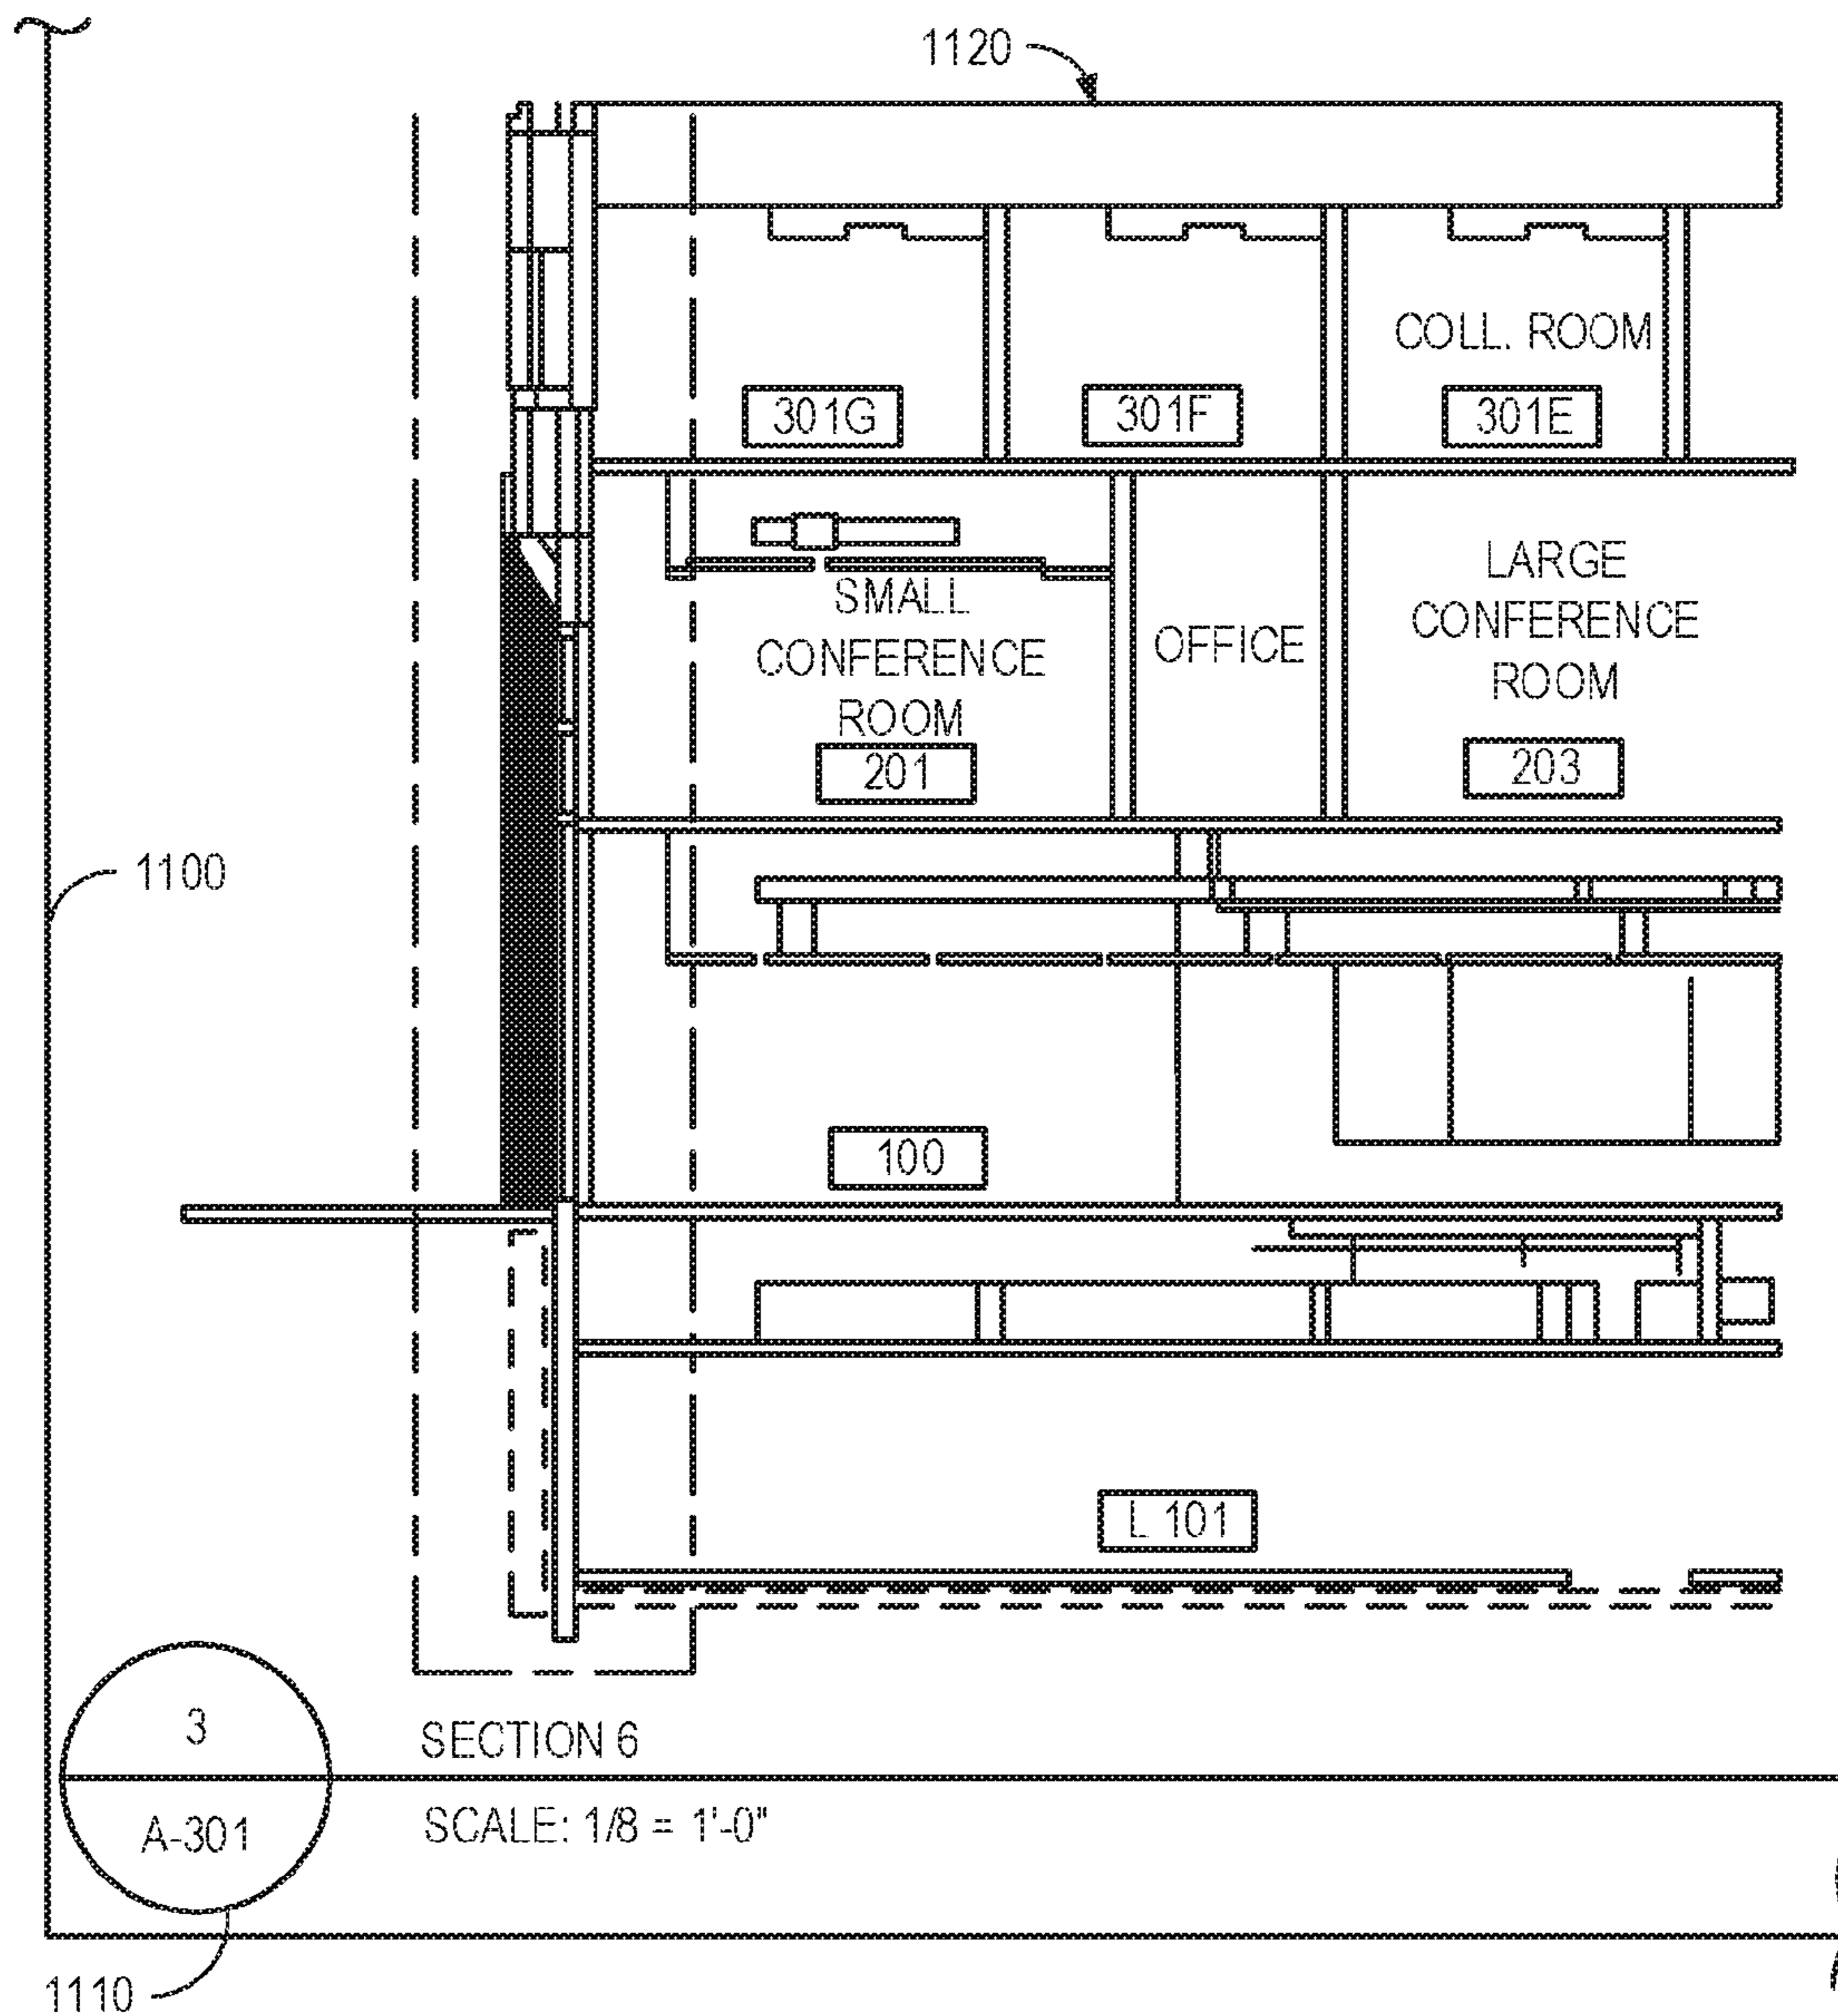 1120
COLL. ROOM
301G
301F
301E
SMALL
CONFERENCE
ROOM
201
OFFICE
LARGE
CONFERENCE
ROOM
203
1100
100
L 101
3
A-301
SECTION 6
SCALE: 1/8 = 1'-0"
1110